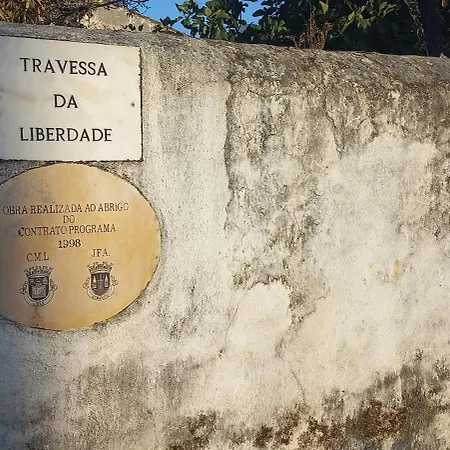 TRAVESSA
DA
LIBERDADE
OBRA REALIZADA AO ABRIGO
DO
CONTRATO PROGRAMA
1998
C.M.L. J.F.A.